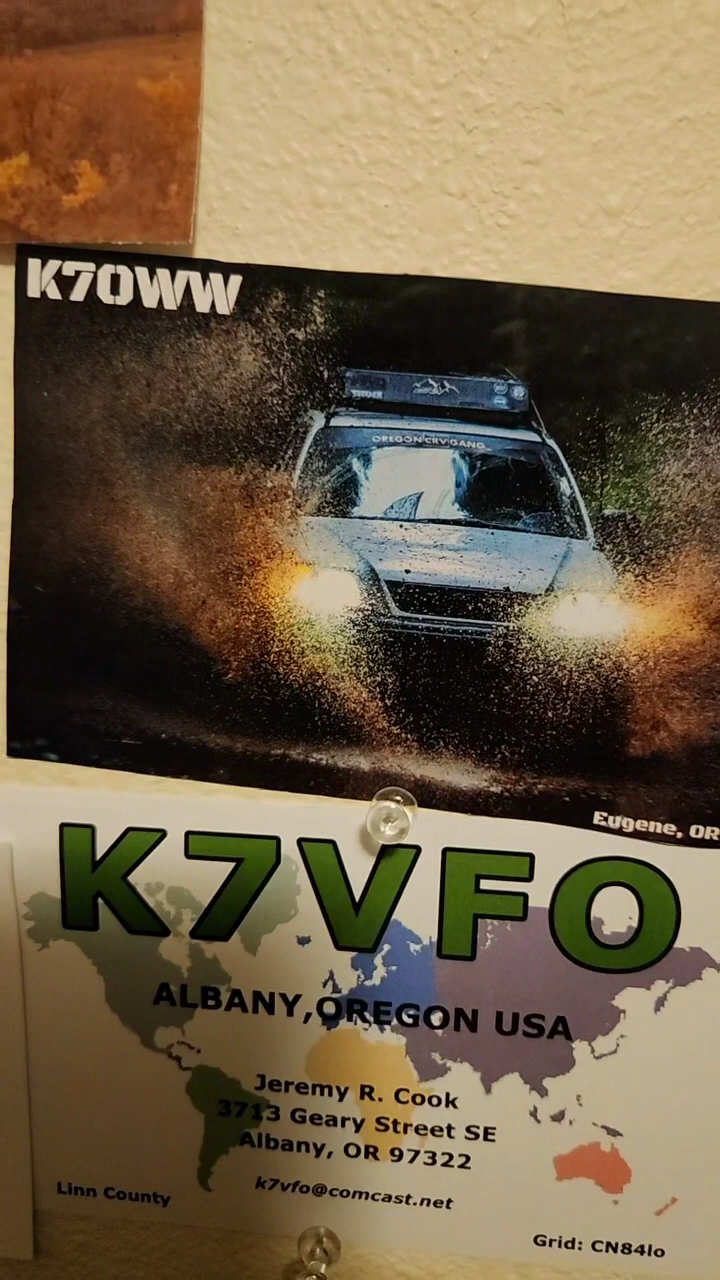 K7OWW
OREGON CRV GANG
Eugene, OR
K7VFO
ALBANY,OREGON USA
Jeremy R. Cook
3713 Geary Street SE
Albany, OR 97322
k7vfo@comcast.net
Linn County
Grid: CN84lo